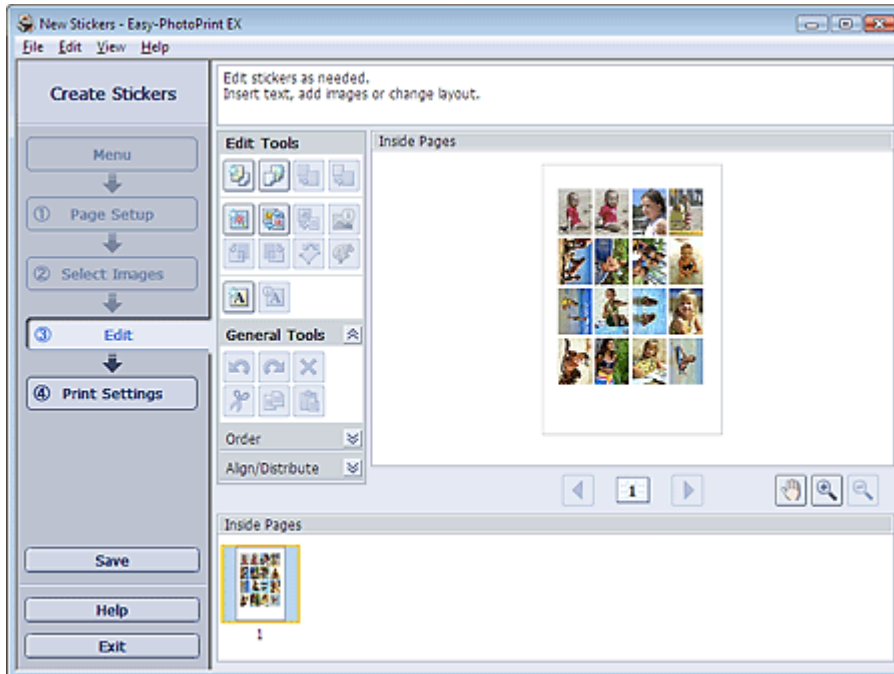 New Stickers - Easy-PhotoPrint EX
File Edit View Help
Create Stickers
Edit stickers as needed.
Insert text, add images or change layout.
Menu
① Page Setup
② Select Images
③ Edit
④ Print Settings
Save
Help
Exit
Edit Tools
A A
General Tools
Order
Align/Distribute
Inside Pages
1
Inside Pages
1